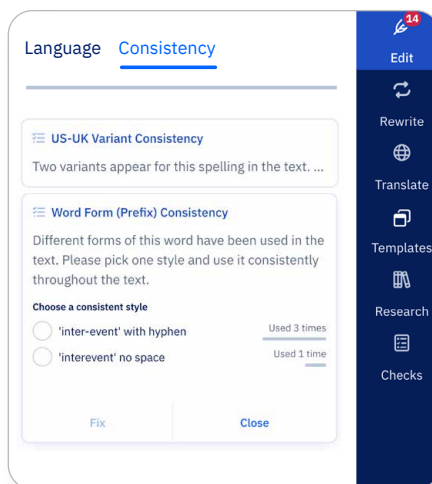 Language Consistency
US-UK Variant Consistency
Two variants appear for this spelling in the text. ...
Word Form (Prefix) Consistency
Different forms of this word have been used in the
text. Please pick one style and use it consistently
throughout the text.
Choose a consistent style
'inter-event' with hyphen Used 3 times
'interevent' no space Used 1 time
Fix Close
14
Edit
Rewrite
Translate
Templates
Research
Checks